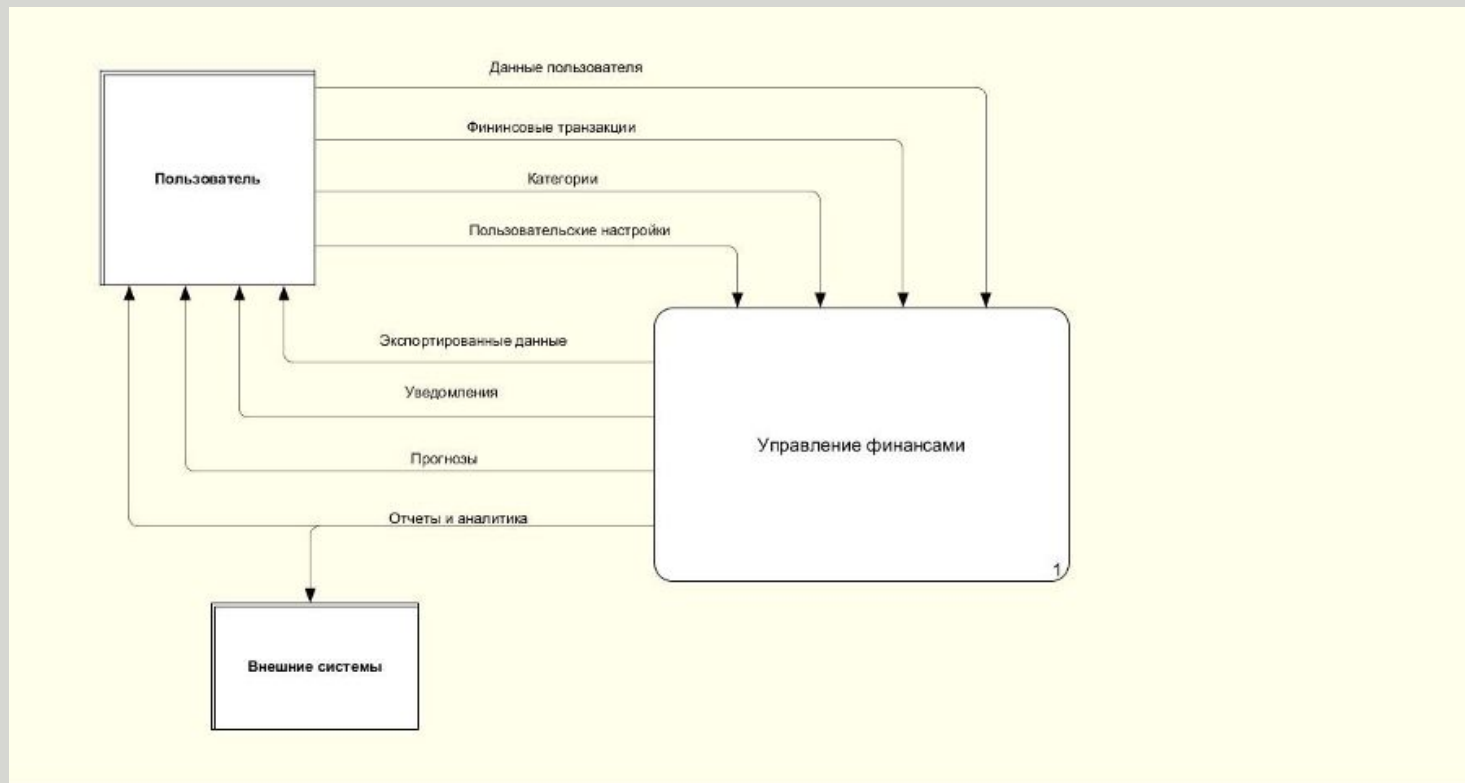 Данные пользователя
Фининсовые транзакции
Пользователь
Категории
Пользовательские настройки
Экспортированные данные
Уведомления
Управление финансами
Прогнозы
Отчеты и аналитика
1
Внешние системы